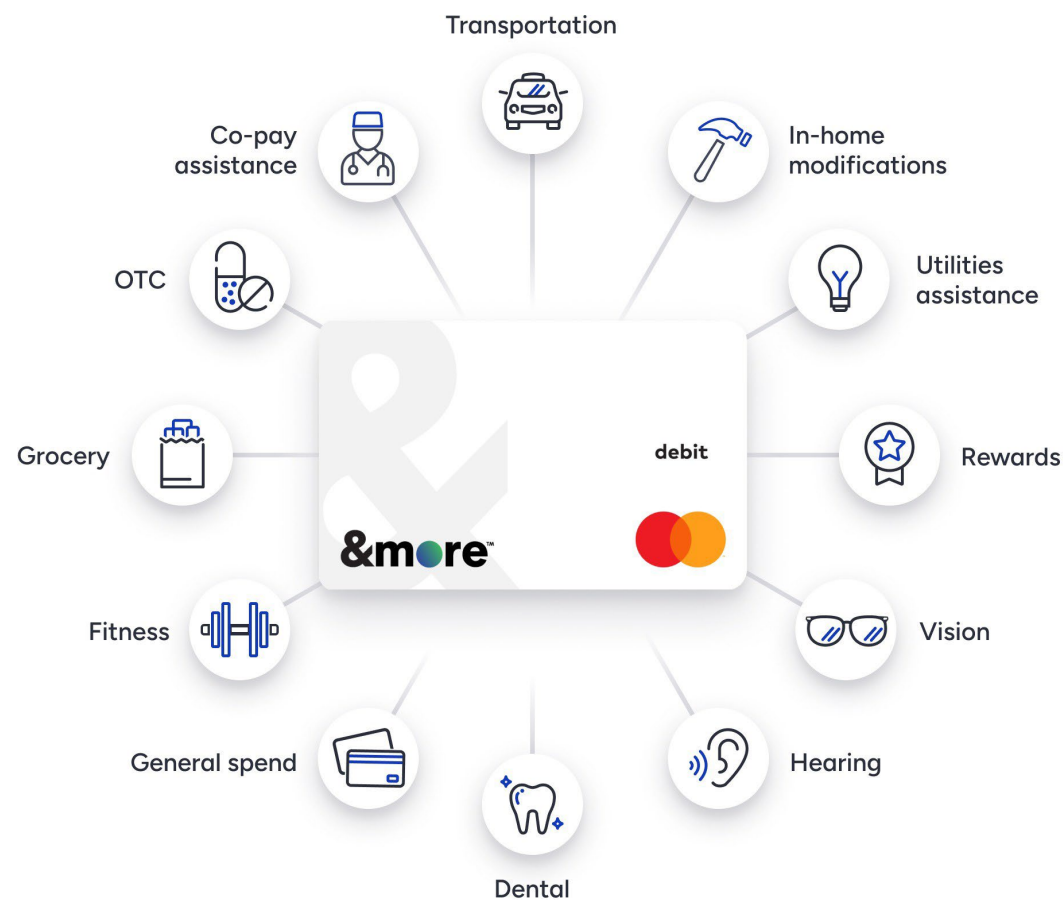 Transportation
Co-pay
assistance
In-home
modifications
OTC
Utilities
assistance
Grocery
debit
Rewards
&more™
Fitness
Vision
General spend
Hearing
Dental